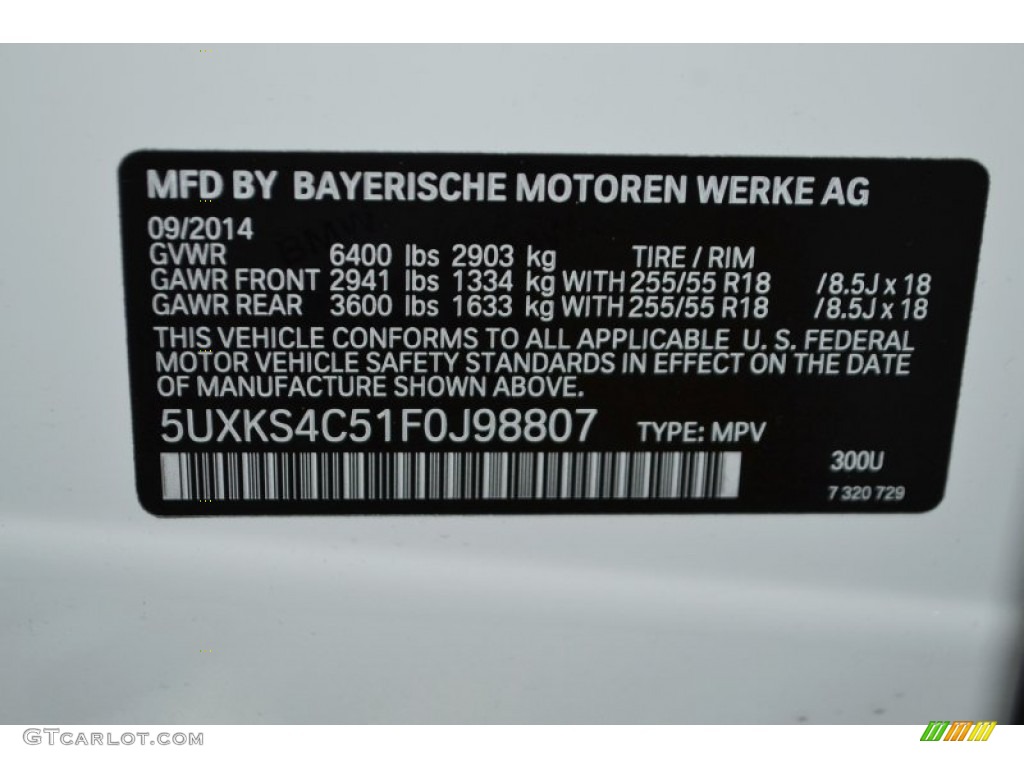 MFD BY BAYERISCHE MOTOREN WERKE AG
09/2014
GVWR 6400 lbs 2903 kg TIRE / RIM
GAWR FRONT 2941 lbs 1334 kg WITH 255/55 R18 /8.5J x 18
GAWR REAR 3600 lbs 1633 kg WITH 255/55 R18 /8.5J x 18
THIS VEHICLE CONFORMS TO ALL APPLICABLE U. S. FEDERAL
MOTOR VEHICLE SAFETY STANDARDS IN EFFECT ON THE DATE
OF MANUFACTURE SHOWN ABOVE.
5UXKS4C51F0J98807 TYPE: MPV
300U
7 320 729
GTCARLOT.COM